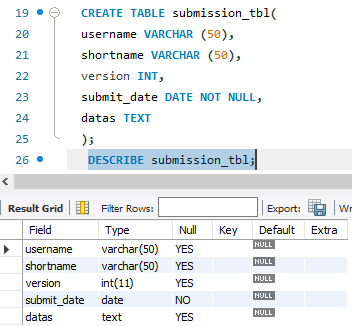 19 CREATE TABLE submission_tbl(
20 username VARCHAR (50),
21 shortname VARCHAR (50),
22 version INT,
23 submit_date DATE NOT NULL,
24 datas TEXT
25 );
26 DESCRIBE submission_tbl;
Result Grid Filter Rows: Export: Wr
Field Type Null Key Default Extra
username varchar(50) YES NULL
shortname varchar(50) YES NULL
version int(11) YES NULL
submit_date date NO NULL
datas text YES NULL